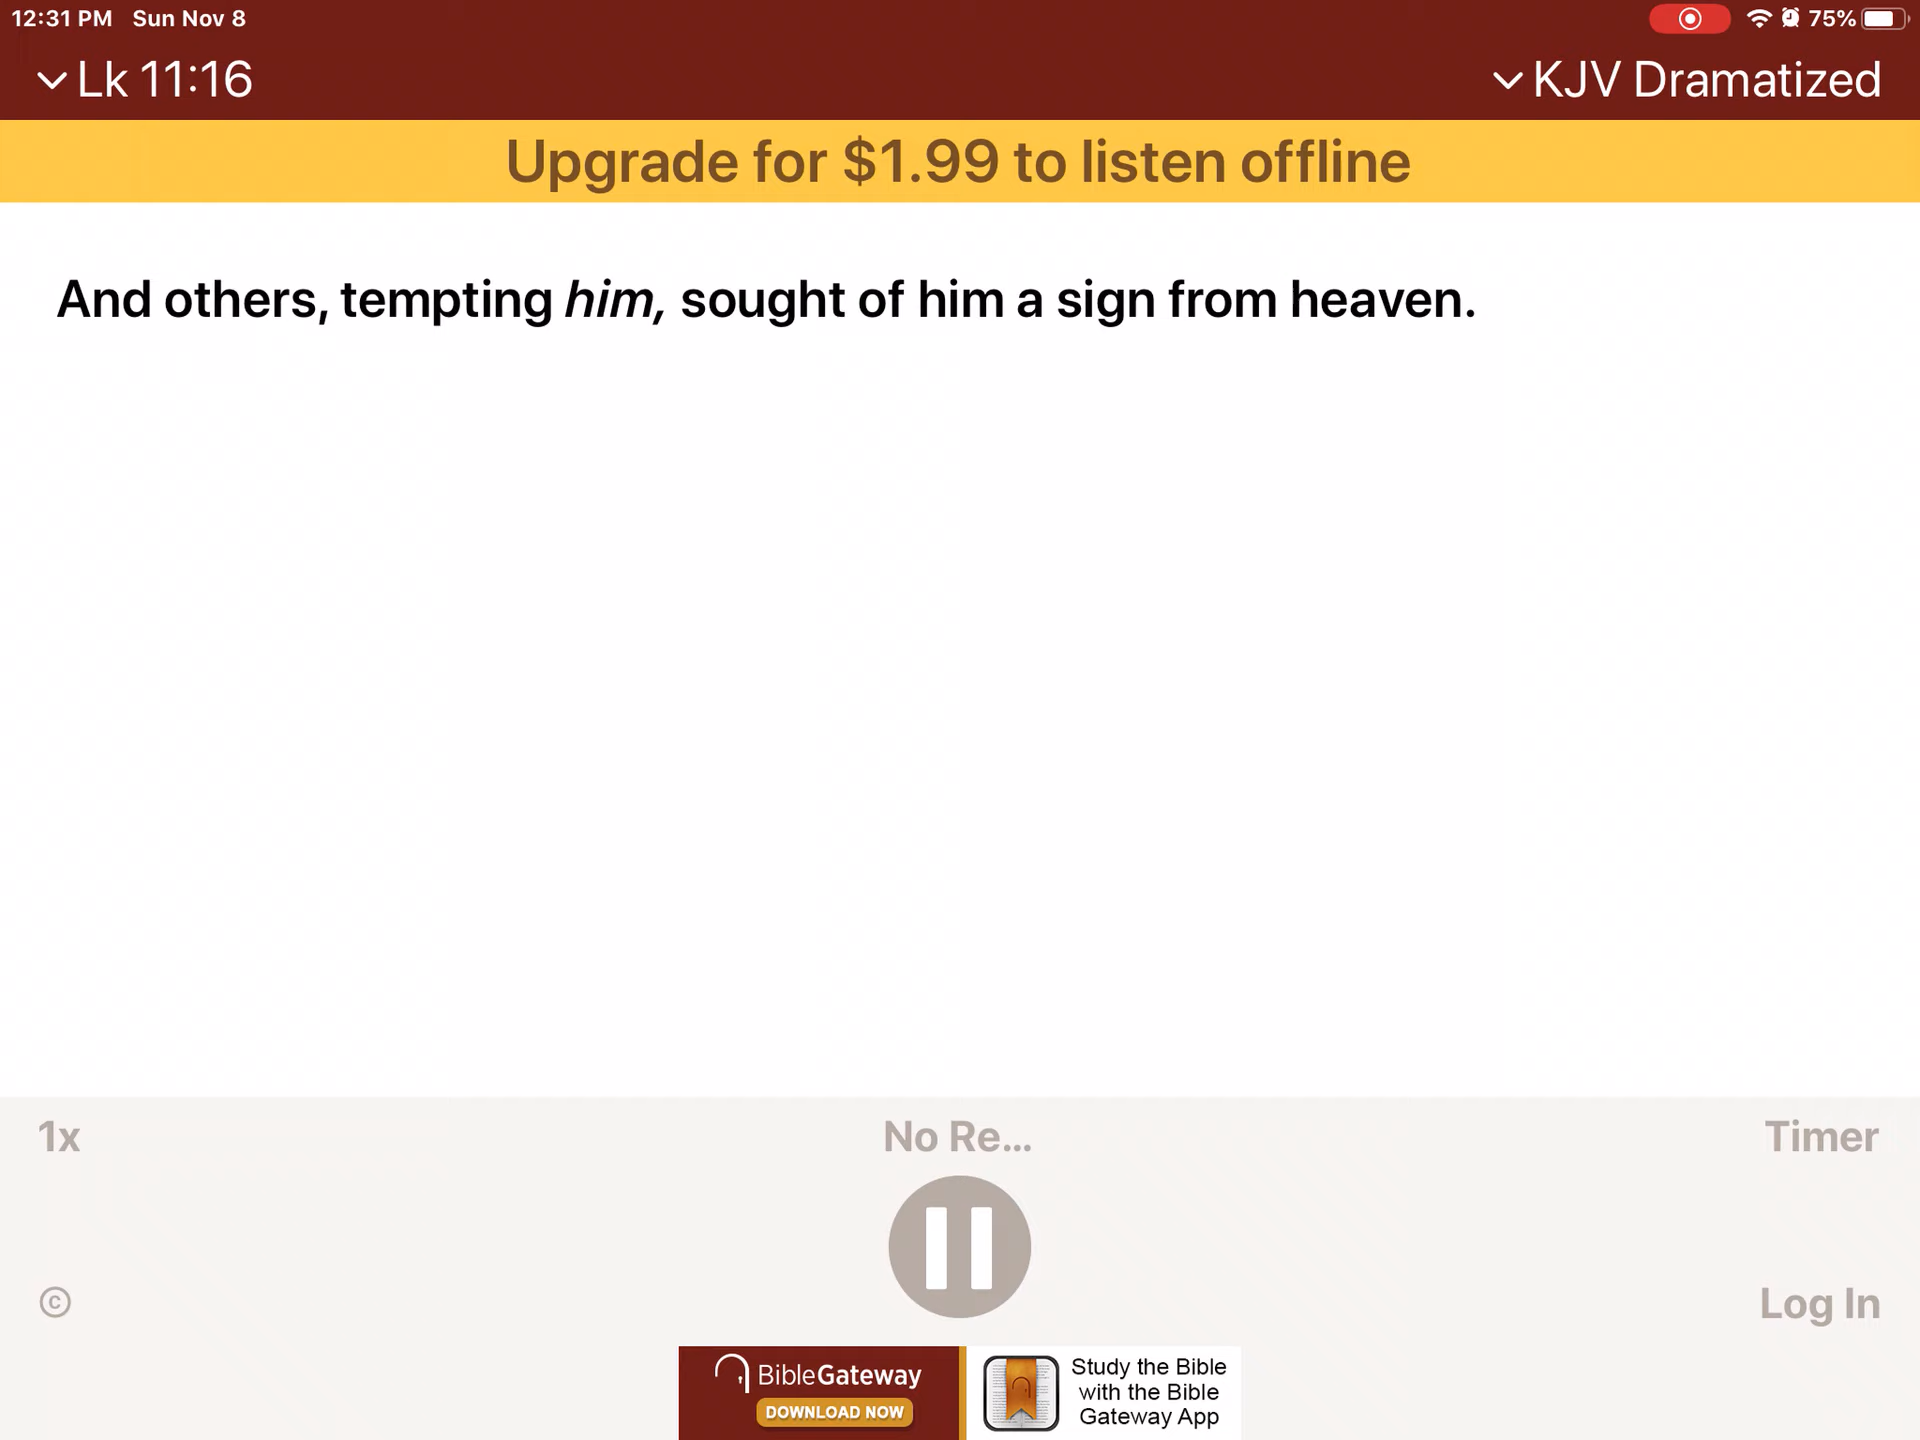 12:31 PM Sun Nov 8
75%
Lk 11:16
KJV Dramatized
Upgrade for $1.99 to listen offline
And others, tempting him, sought of him a sign from heaven.
1x
No Re...
Timer
©
Log In
BibleGateway
DOWNLOAD NOW
Study the Bible
with the Bible
Gateway App